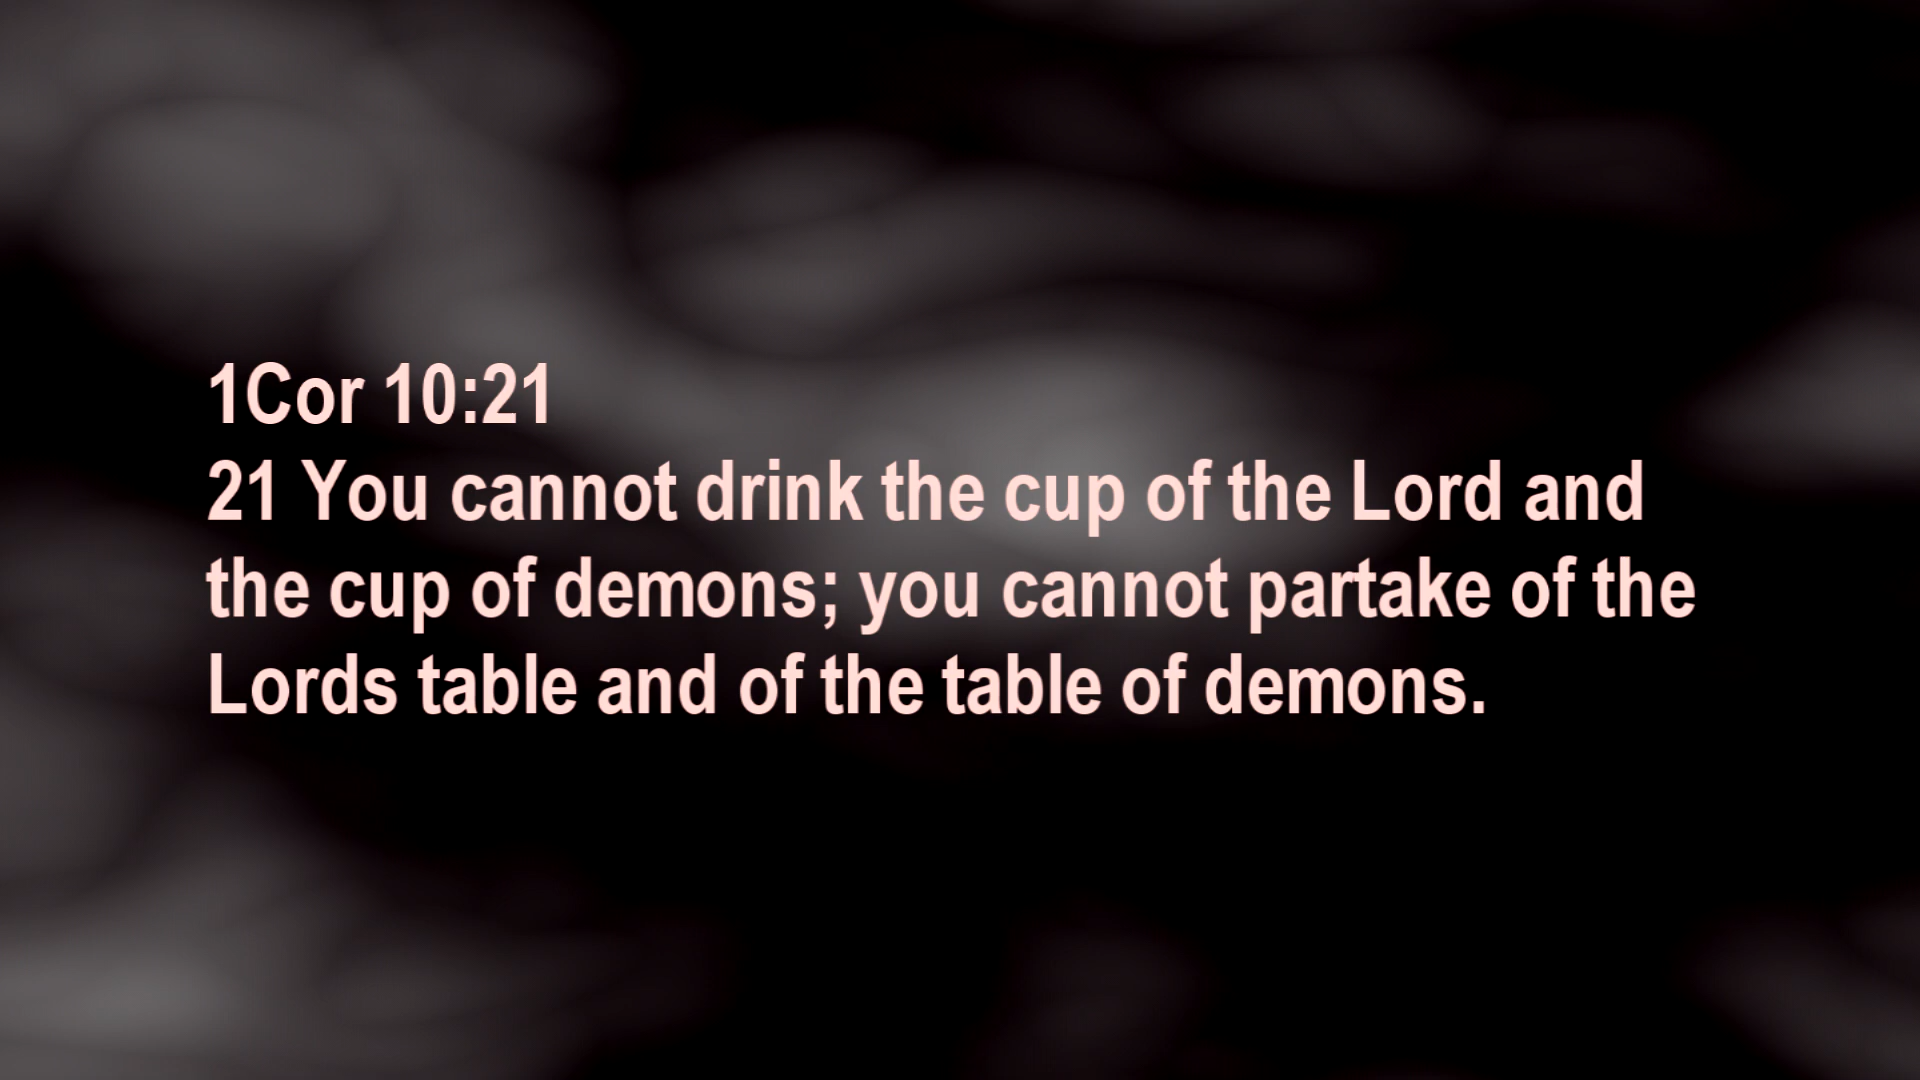 1Cor 10:21
21 You cannot drink the cup of the Lord and
the cup of demons; you cannot partake of the
Lords table and of the table of demons.